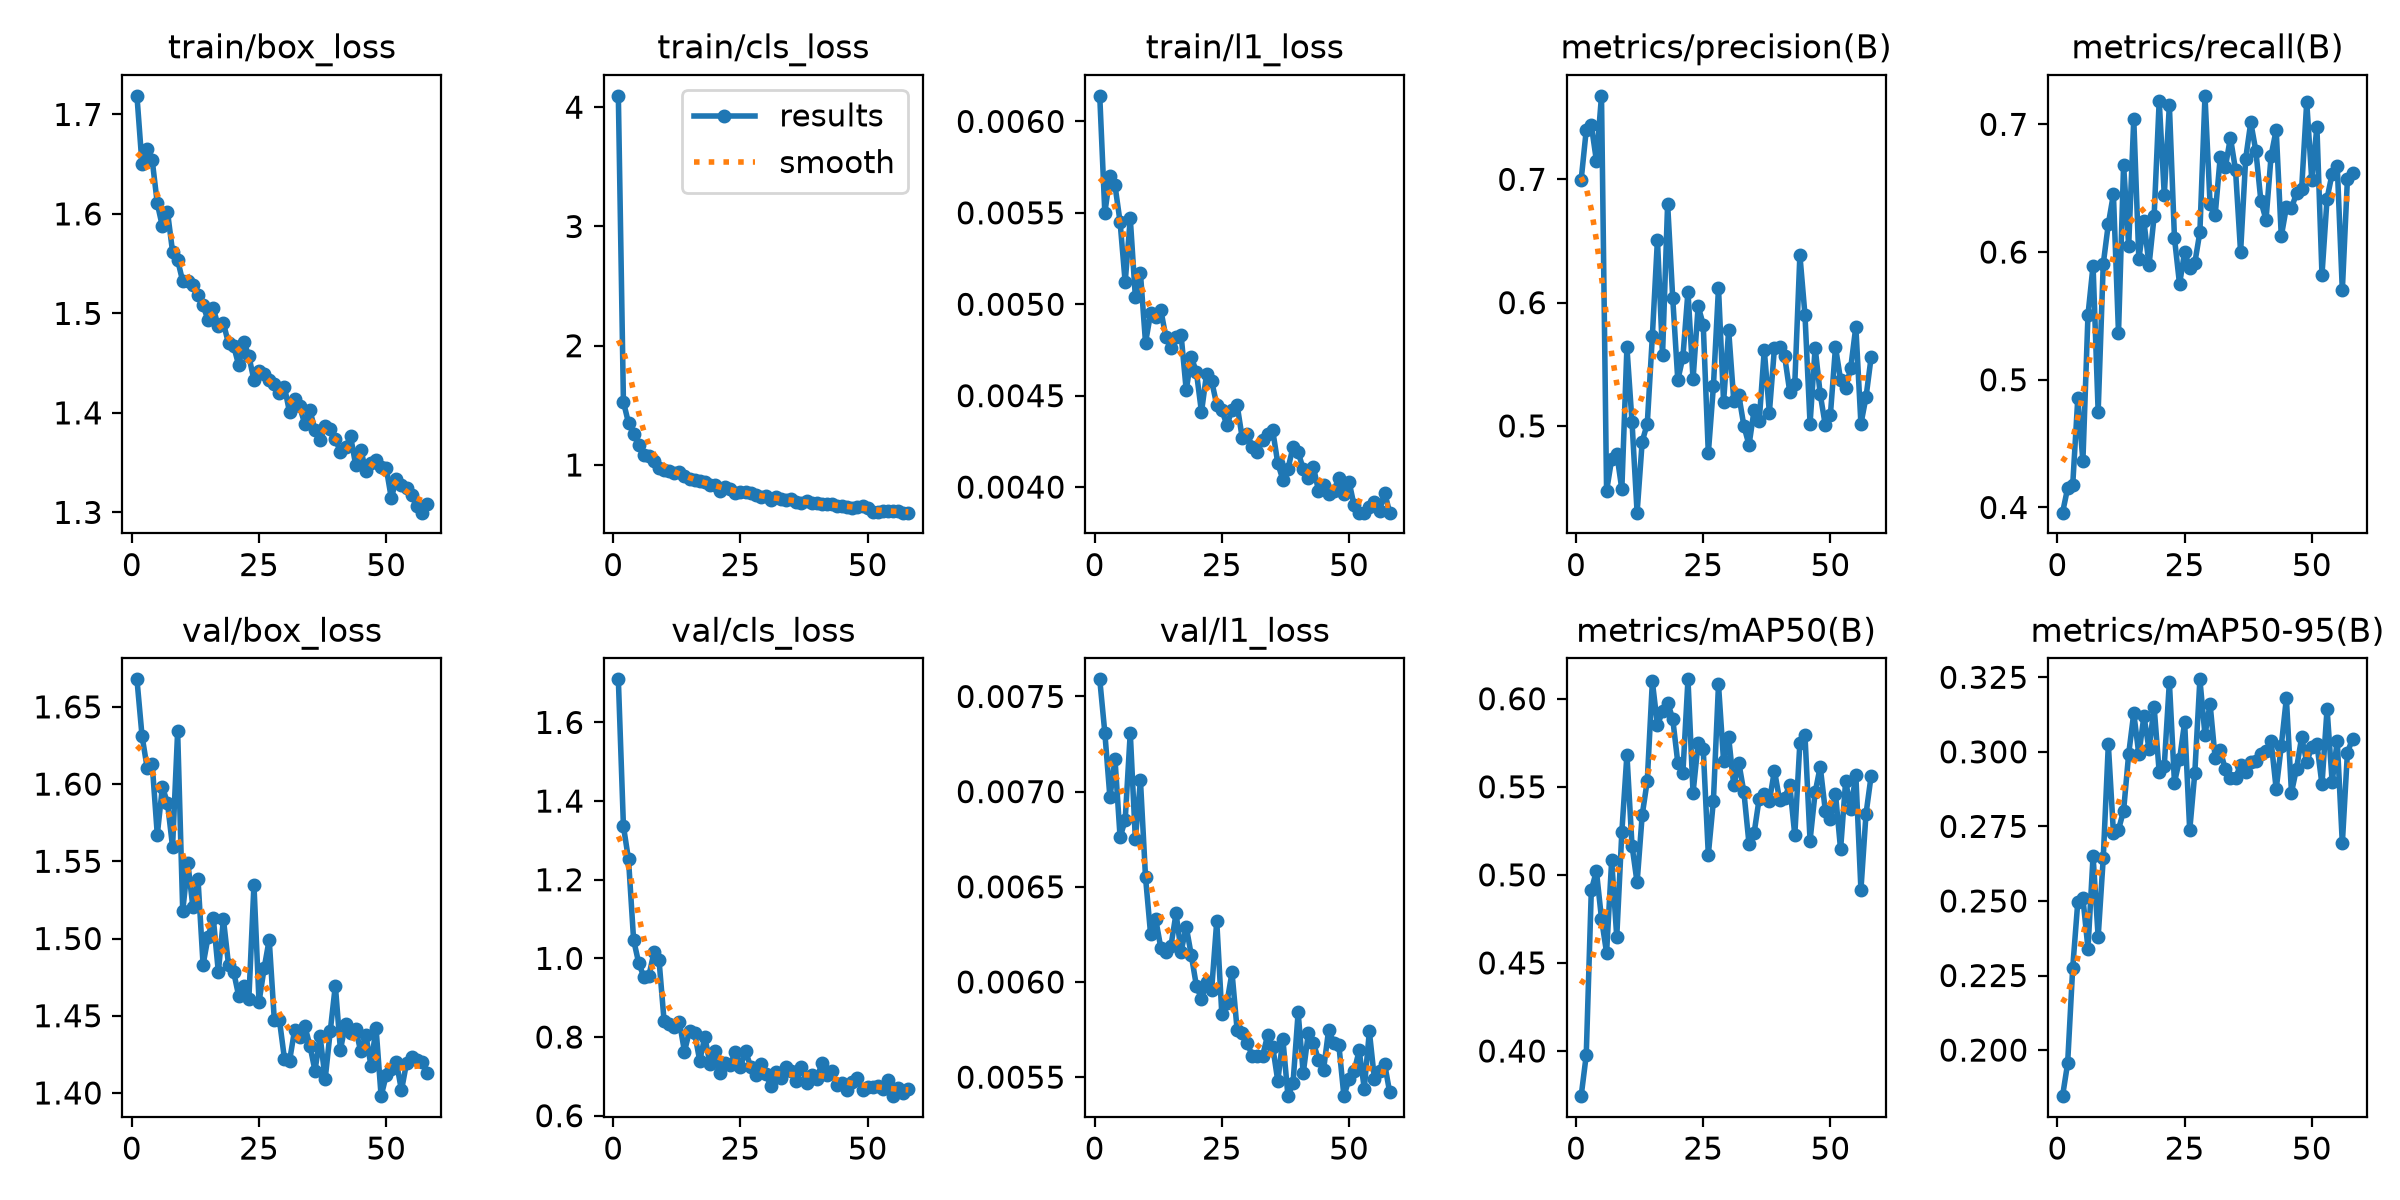 train/box_loss
1.7
1.6
1.5
1.4
1.3
0 25 50
train/cls_loss
results
smooth
4
3
2
1
0 25 50
train/l1_loss
0.0060
0.0055
0.0050
0.0045
0.0040
0 25 50
metrics/precision(B)
0.7
0.6
0.5
0 25 50
metrics/recall(B)
0.7
0.6
0.5
0.4
0 25 50
val/box_loss
1.65
1.60
1.55
1.50
1.45
1.40
0 25 50
val/cls_loss
1.6
1.4
1.2
1.0
0.8
0.6
0 25 50
val/l1_loss
0.0075
0.0070
0.0065
0.0060
0.0055
0 25 50
metrics/mAP50(B)
0.60
0.55
0.50
0.45
0.40
0 25 50
metrics/mAP50-95(B)
0.325
0.300
0.275
0.250
0.225
0.200
0 25 50